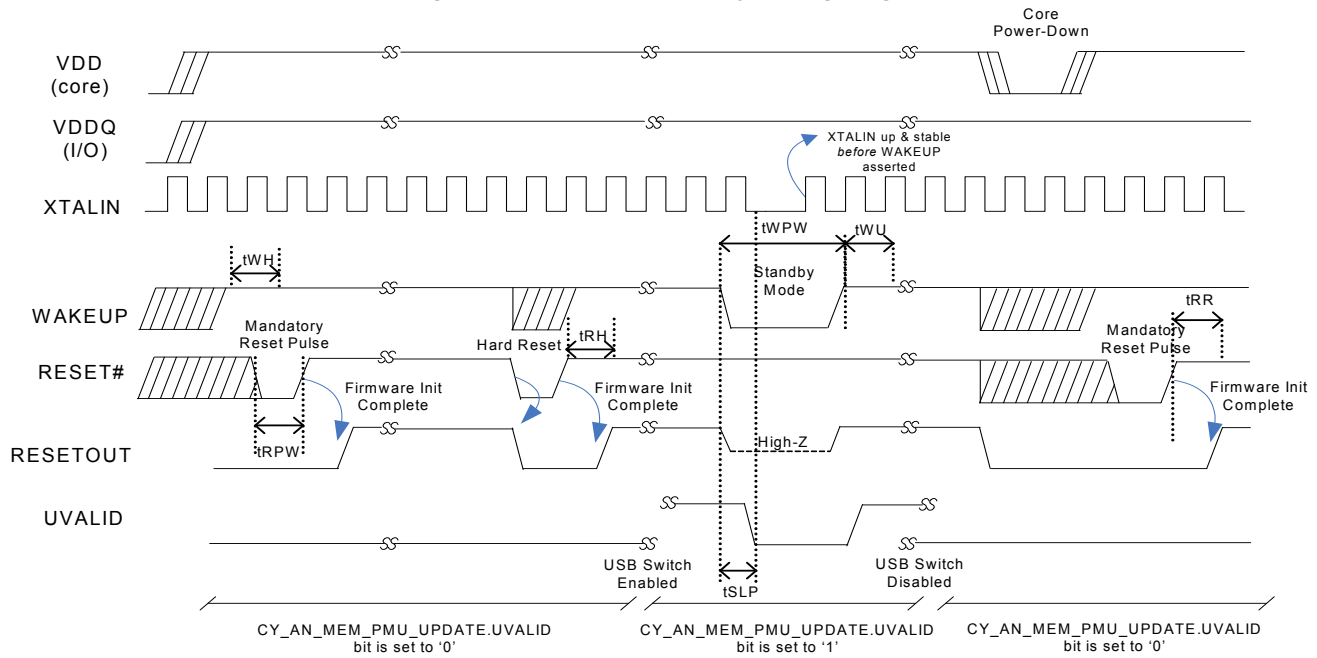 Core
Power-Down
VDD
(core)
VDDQ
(I/O)
XTALIN up & stable
before WAKEUP
asserted
XTALIN
tWPW
tWU
tWH
Standby
Mode
WAKEUP
tRR
Mandatory
Reset Pulse
Hard Reset
tRH
Mandatory
Reset Pulse
RESET#
Firmware Init
Complete
Firmware Init
Complete
Firmware Init
Complete
tRPW
High-Z
RESETOUT
UVALID
USB Switch
Enabled
USB Switch
Disabled
tSLP
CY_AN_MEM_PMU_UPDATE.UVALID
bit is set to ‘0’
CY_AN_MEM_PMU_UPDATE.UVALID
bit is set to ‘1’
CY_AN_MEM_PMU_UPDATE.UVALID
bit is set to ‘0’